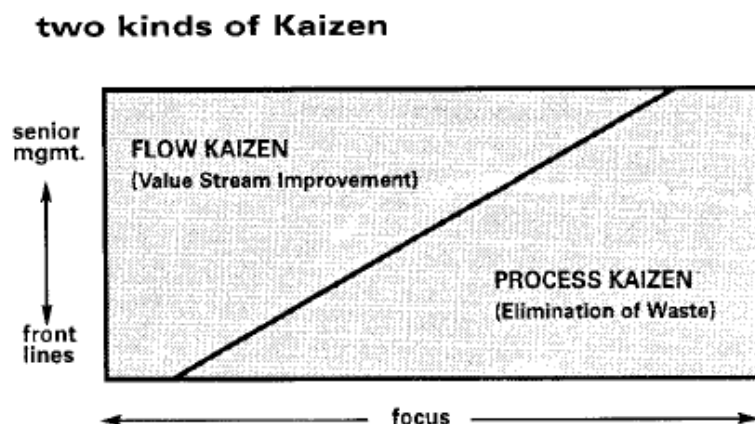 two kinds of Kaizen
senior
mgmt.
FLOW KAIZEN
(Value Stream Improvement)
PROCESS KAIZEN
(Elimination of Waste)
front
lines
focus